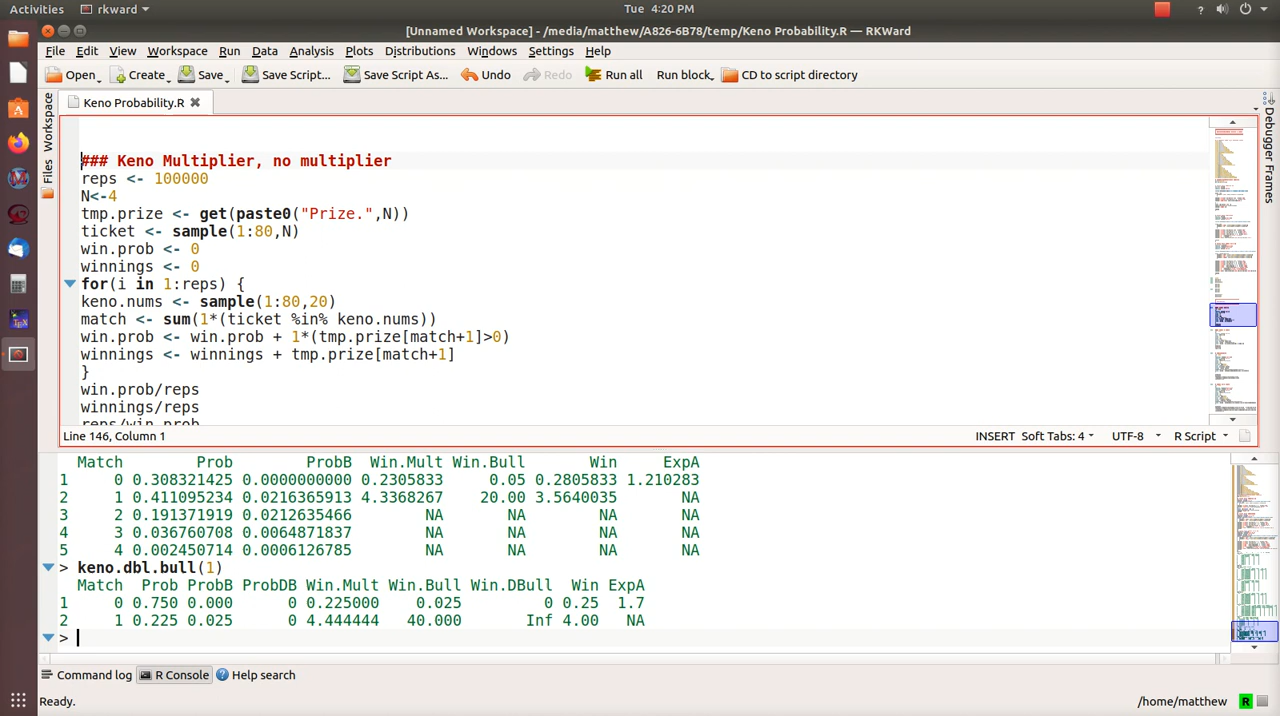 Activities rkward Tue 4:20 PM
[Unnamed Workspace] - /media/matthew/A826-6B78/temp/Keno Probability.R — RKWard
File Edit View Workspace Run Data Analysis Plots Distributions Windows Settings Help
Open Create Save Save Script... Save Script As... Undo Redo Run all Run block CD to script directory
Workspace
Files
Keno Probability.R
Debugger Frames
### Keno Multiplier, no multiplier
reps <- 100000
N<-4
tmp.prize <- get(paste0("Prize.",N))
ticket <- sample(1:80,N)
win.prob <- 0
winnings <- 0
for(i in 1:reps) {
keno.nums <- sample(1:80,20)
match <- sum(1*(ticket %in% keno.nums))
win.prob <- win.prob + 1*(tmp.prize[match+1]>0)
winnings <- winnings + tmp.prize[match+1]
}
win.prob/reps
winnings/reps
reps/win.prob
Line 146, Column 1 INSERT Soft Tabs: 4 UTF-8 R Script
Match Prob ProbB Win.Mult Win.Bull Win ExpA
1 0 0.308321425 0.0000000000 0.2305833 0.05 0.2805833 1.210283
2 1 0.411095234 0.0216365913 4.3368267 20.00 3.5640035 NA
3 2 0.191371919 0.0212635466 NA NA NA NA
4 3 0.036760708 0.0064871837 NA NA NA NA
5 4 0.002450714 0.0006126785 NA NA NA NA
> keno.dbl.bull(1)
Match Prob ProbB ProbDB Win.Mult Win.Bull Win.DBull Win ExpA
1 0 0.750 0.000 0 0.225000 0.025 0 0.25 1.7
2 1 0.225 0.025 0 4.444444 40.000 Inf 4.00 NA
>
Command log R Console Help search
Ready. /home/matthew R